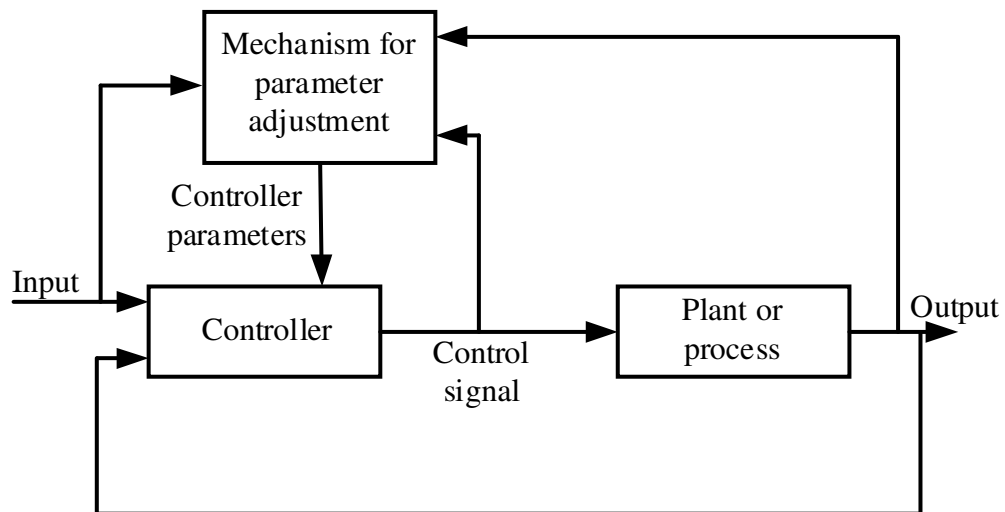 Mechanism for
parameter
adjustment
Controller
parameters
Input
Controller
Control
signal
Plant or
process
Output